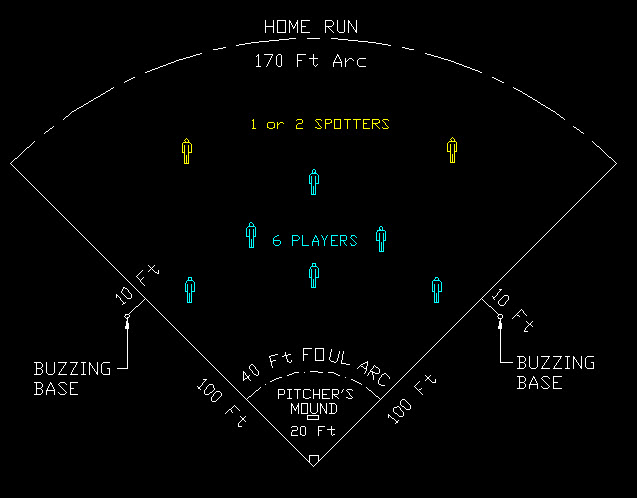 HOME RUN
170 Ft Arc
1 or 2 SPOTTERS
6 PLAYERS
10 Ft
10 Ft
BUZZING
BASE
BUZZING
BASE
40 Ft FOUL ARC
100 Ft
100 Ft
PITCHER'S
MOUND
20 Ft